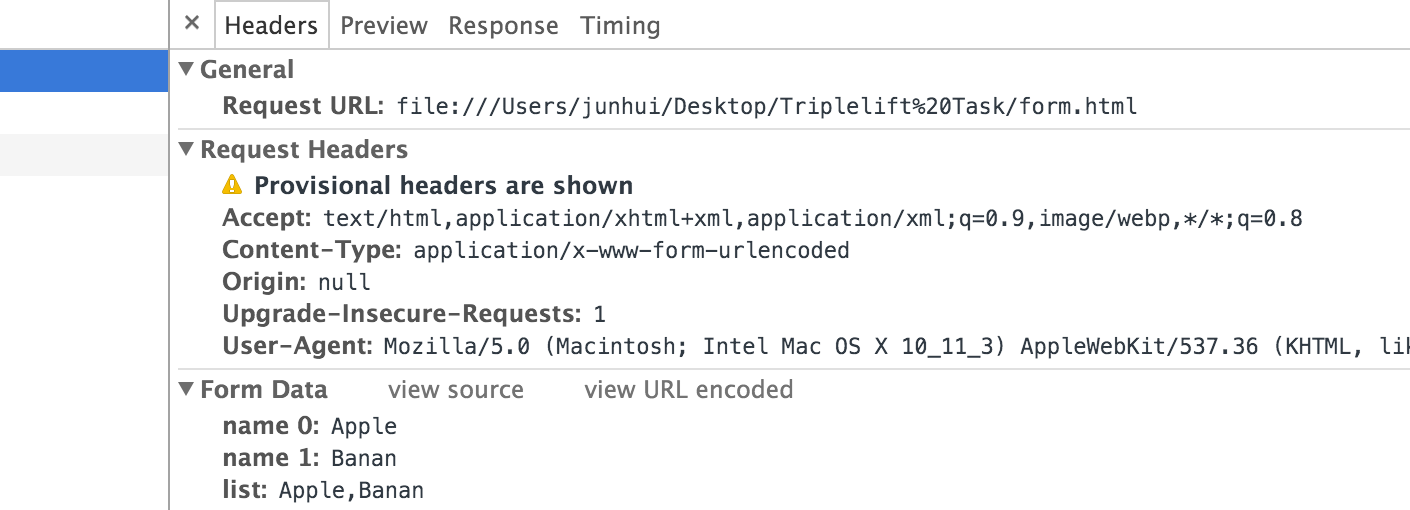 × Headers Preview Response Timing
General
Request URL: file:///Users/junhui/Desktop/Triplelift%20Task/form.html
Request Headers
Provisional headers are shown
Accept: text/html,application/xhtml+xml,application/xml;q=0.9,image/webp,*/*;q=0.8
Content-Type: application/x-www-form-urlencoded
Origin: null
Upgrade-Insecure-Requests: 1
User-Agent: Mozilla/5.0 (Macintosh; Intel Mac OS X 10_11_3) AppleWebKit/537.36 (KHTML, lik
Form Data view source view URL encoded
name 0: Apple
name 1: Banan
list: Apple,Banan